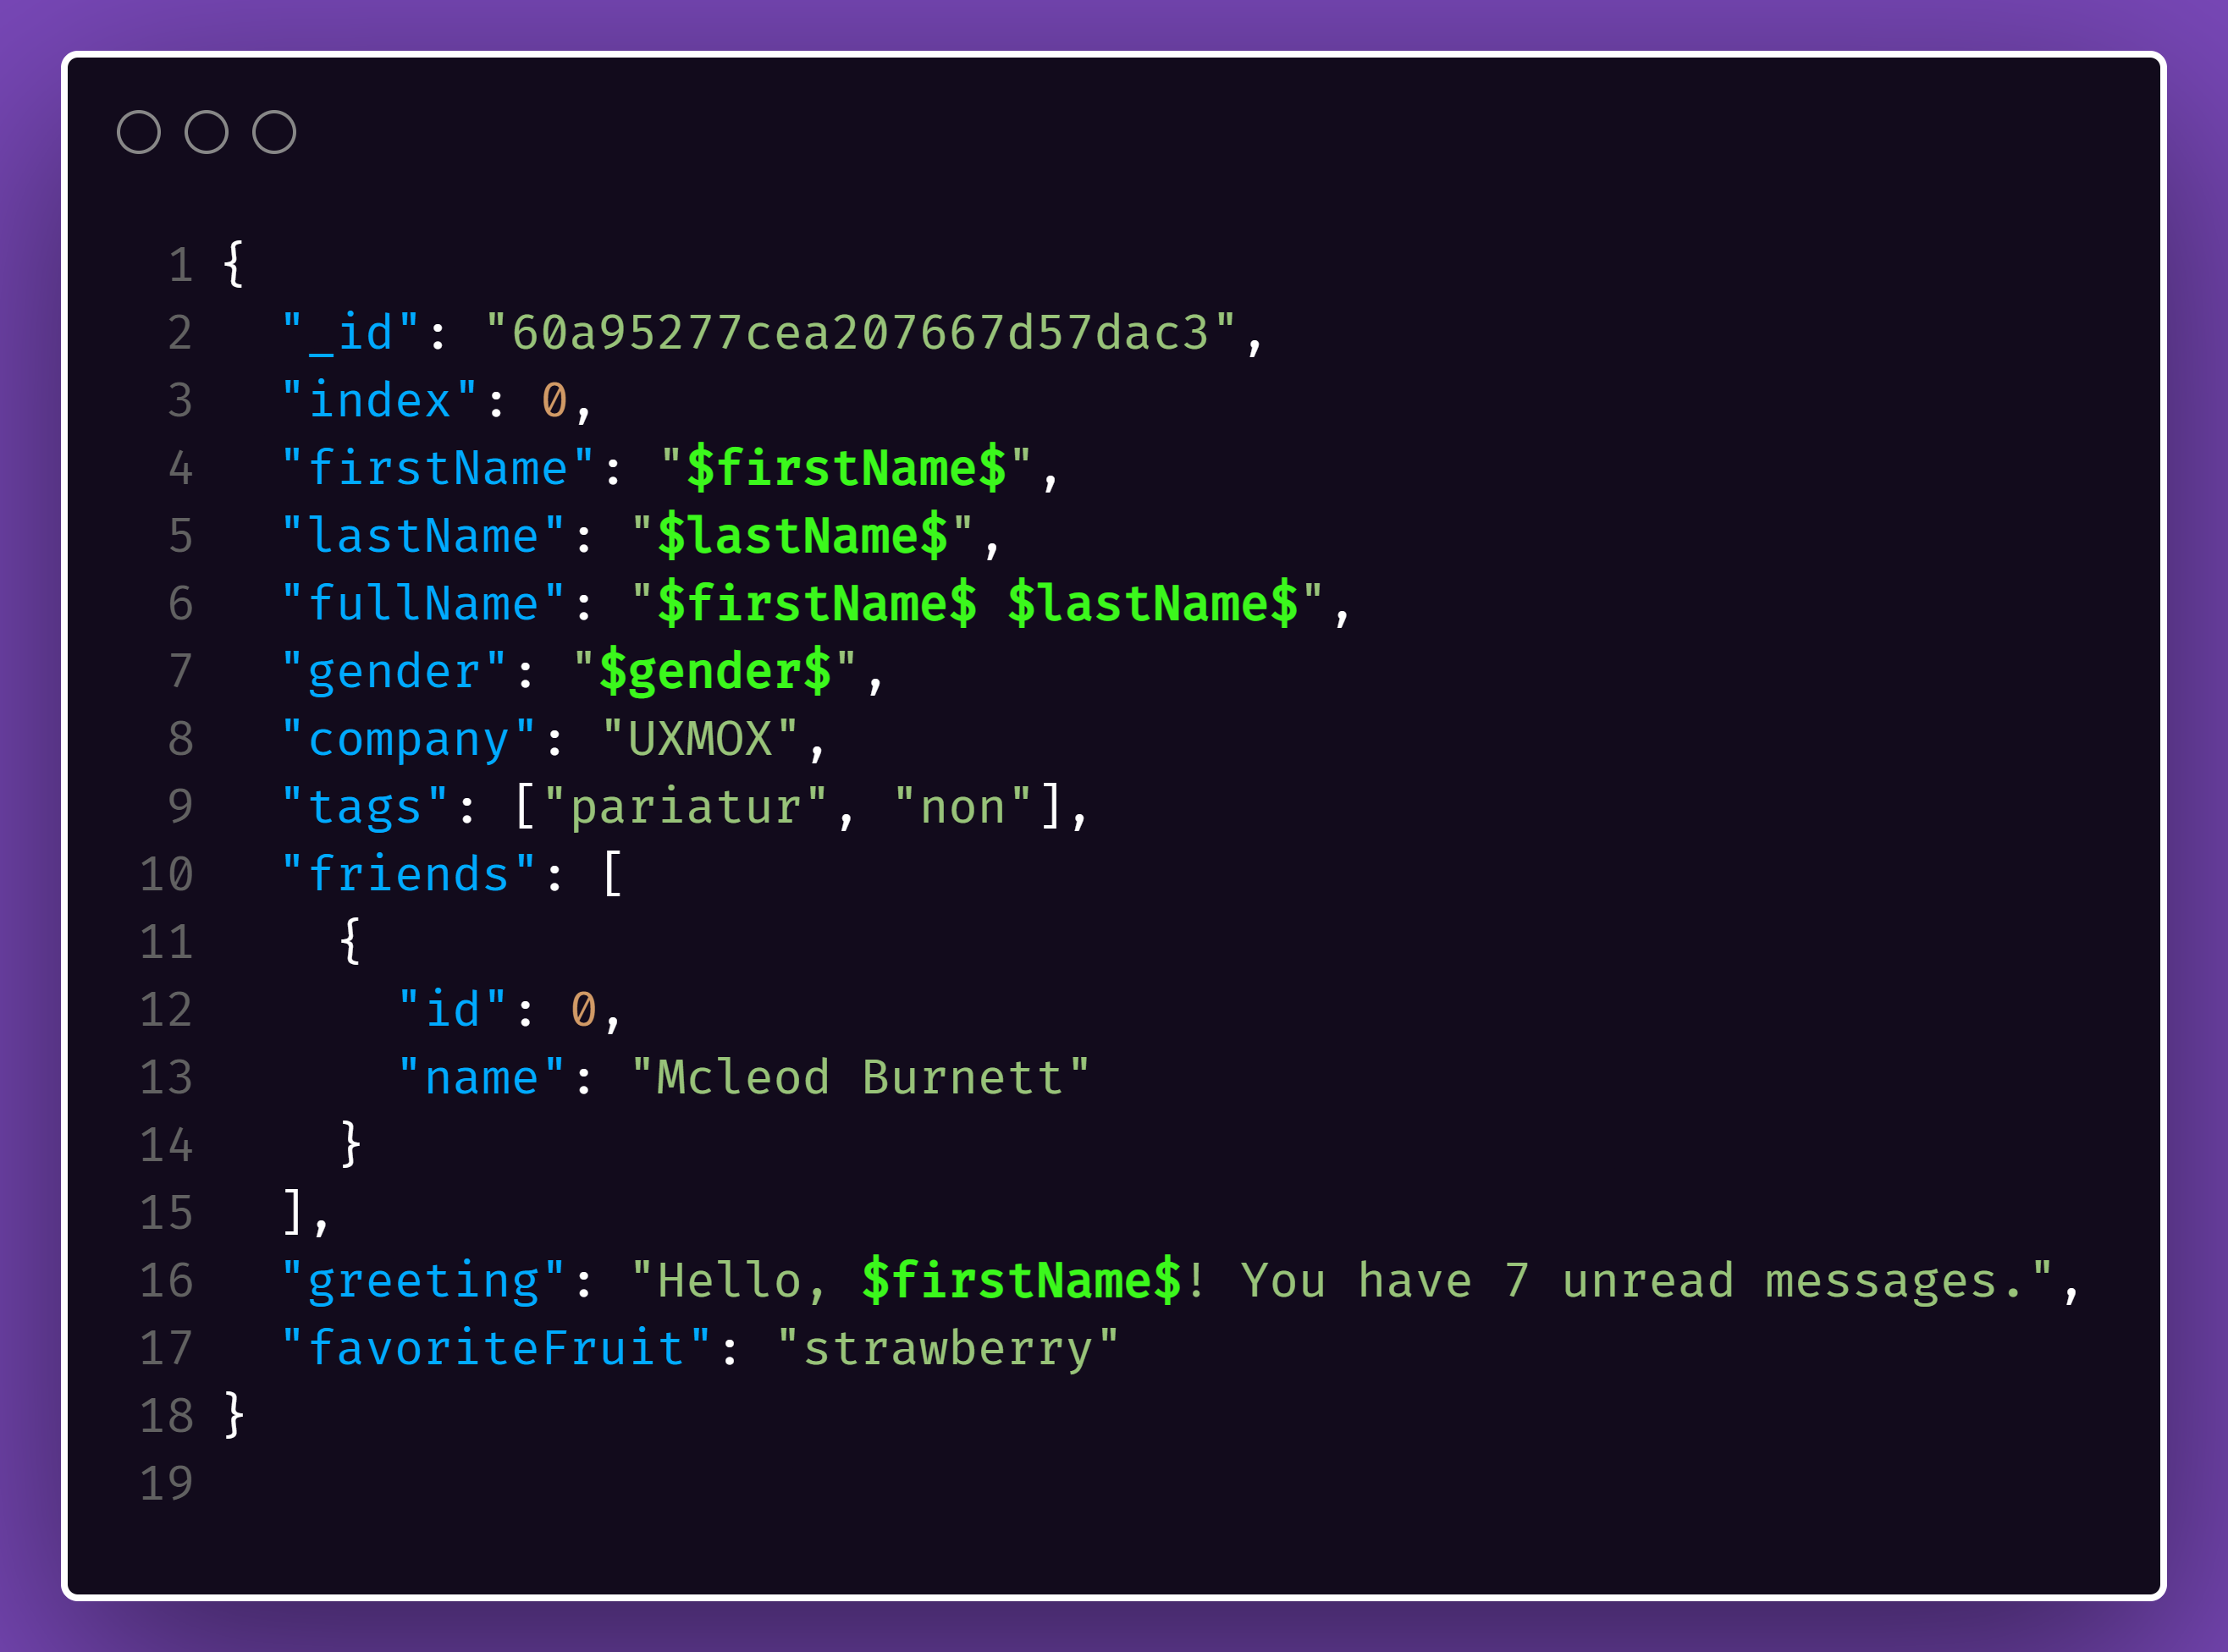 1 {
2   "_id": "60a95277cea207667d57dac3",
3   "index": 0,
4   "firstName": "$firstName$",
5   "lastName": "$lastName$",
6   "fullName": "$firstName$ $lastName$",
7   "gender": "$gender$",
8   "company": "UXMOX",
9   "tags": ["pariatur", "non"],
10   "friends": [
11     {
12       "id": 0,
13       "name": "Mcleod Burnett"
14     }
15   ],
16   "greeting": "Hello, $firstName$! You have 7 unread messages.",
17   "favoriteFruit": "strawberry"
18 }
19